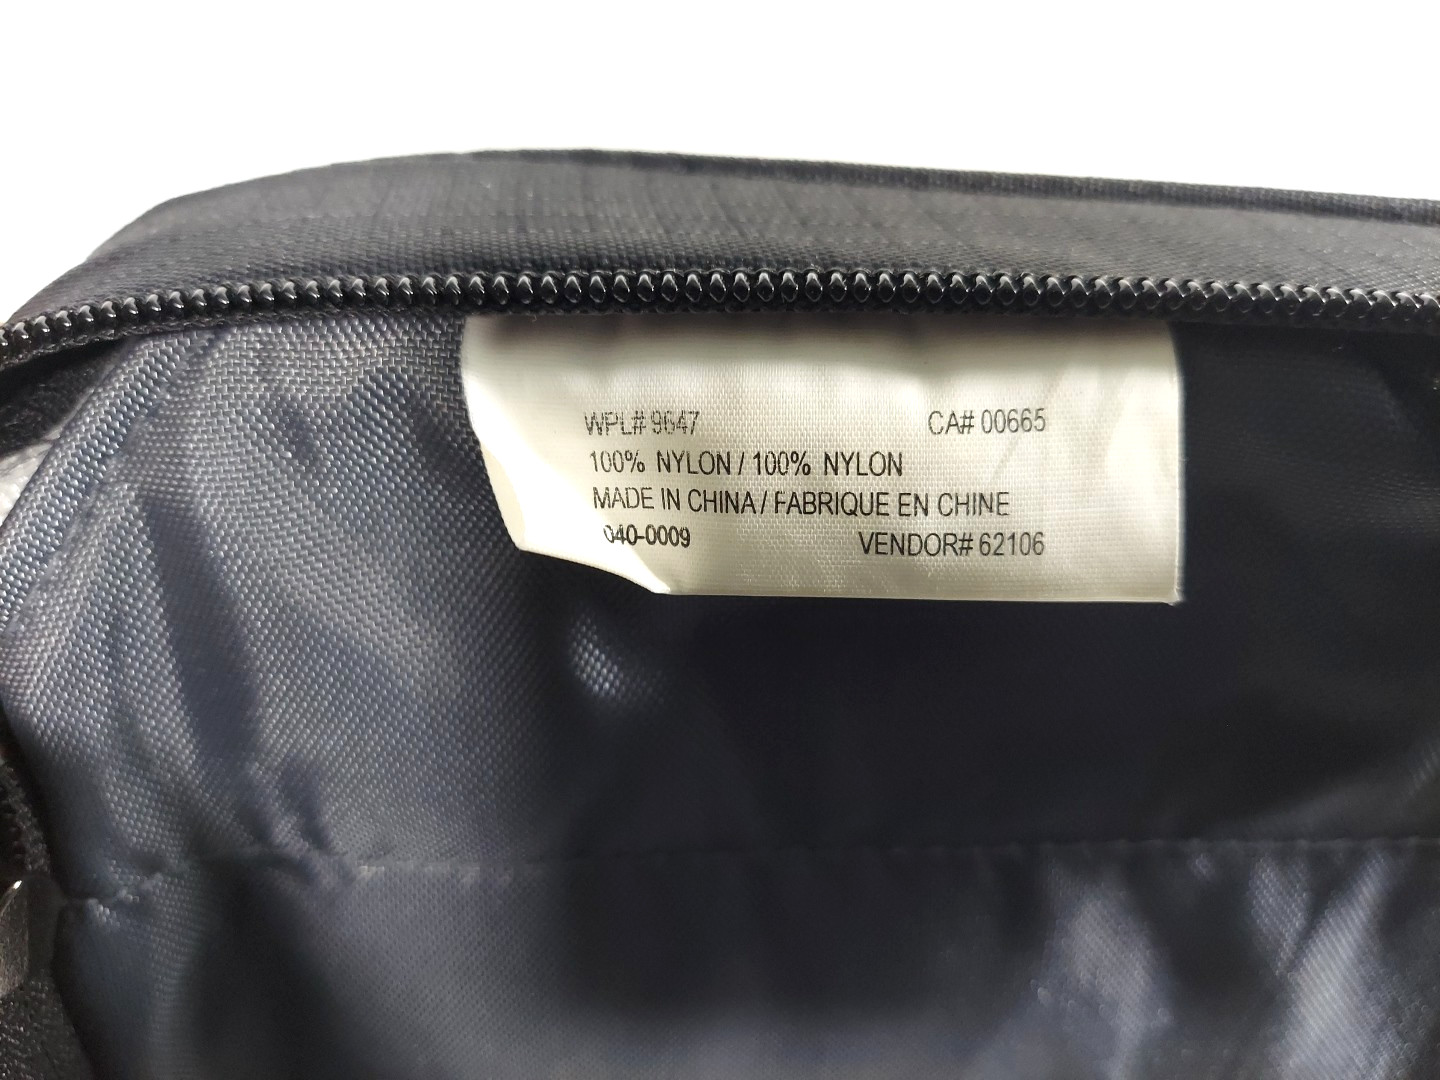 WPL# 9647 CA# 00665
100% NYLON / 100% NYLON
MADE IN CHINA / FABRIQUE EN CHINE
040-0009 VENDOR# 62106